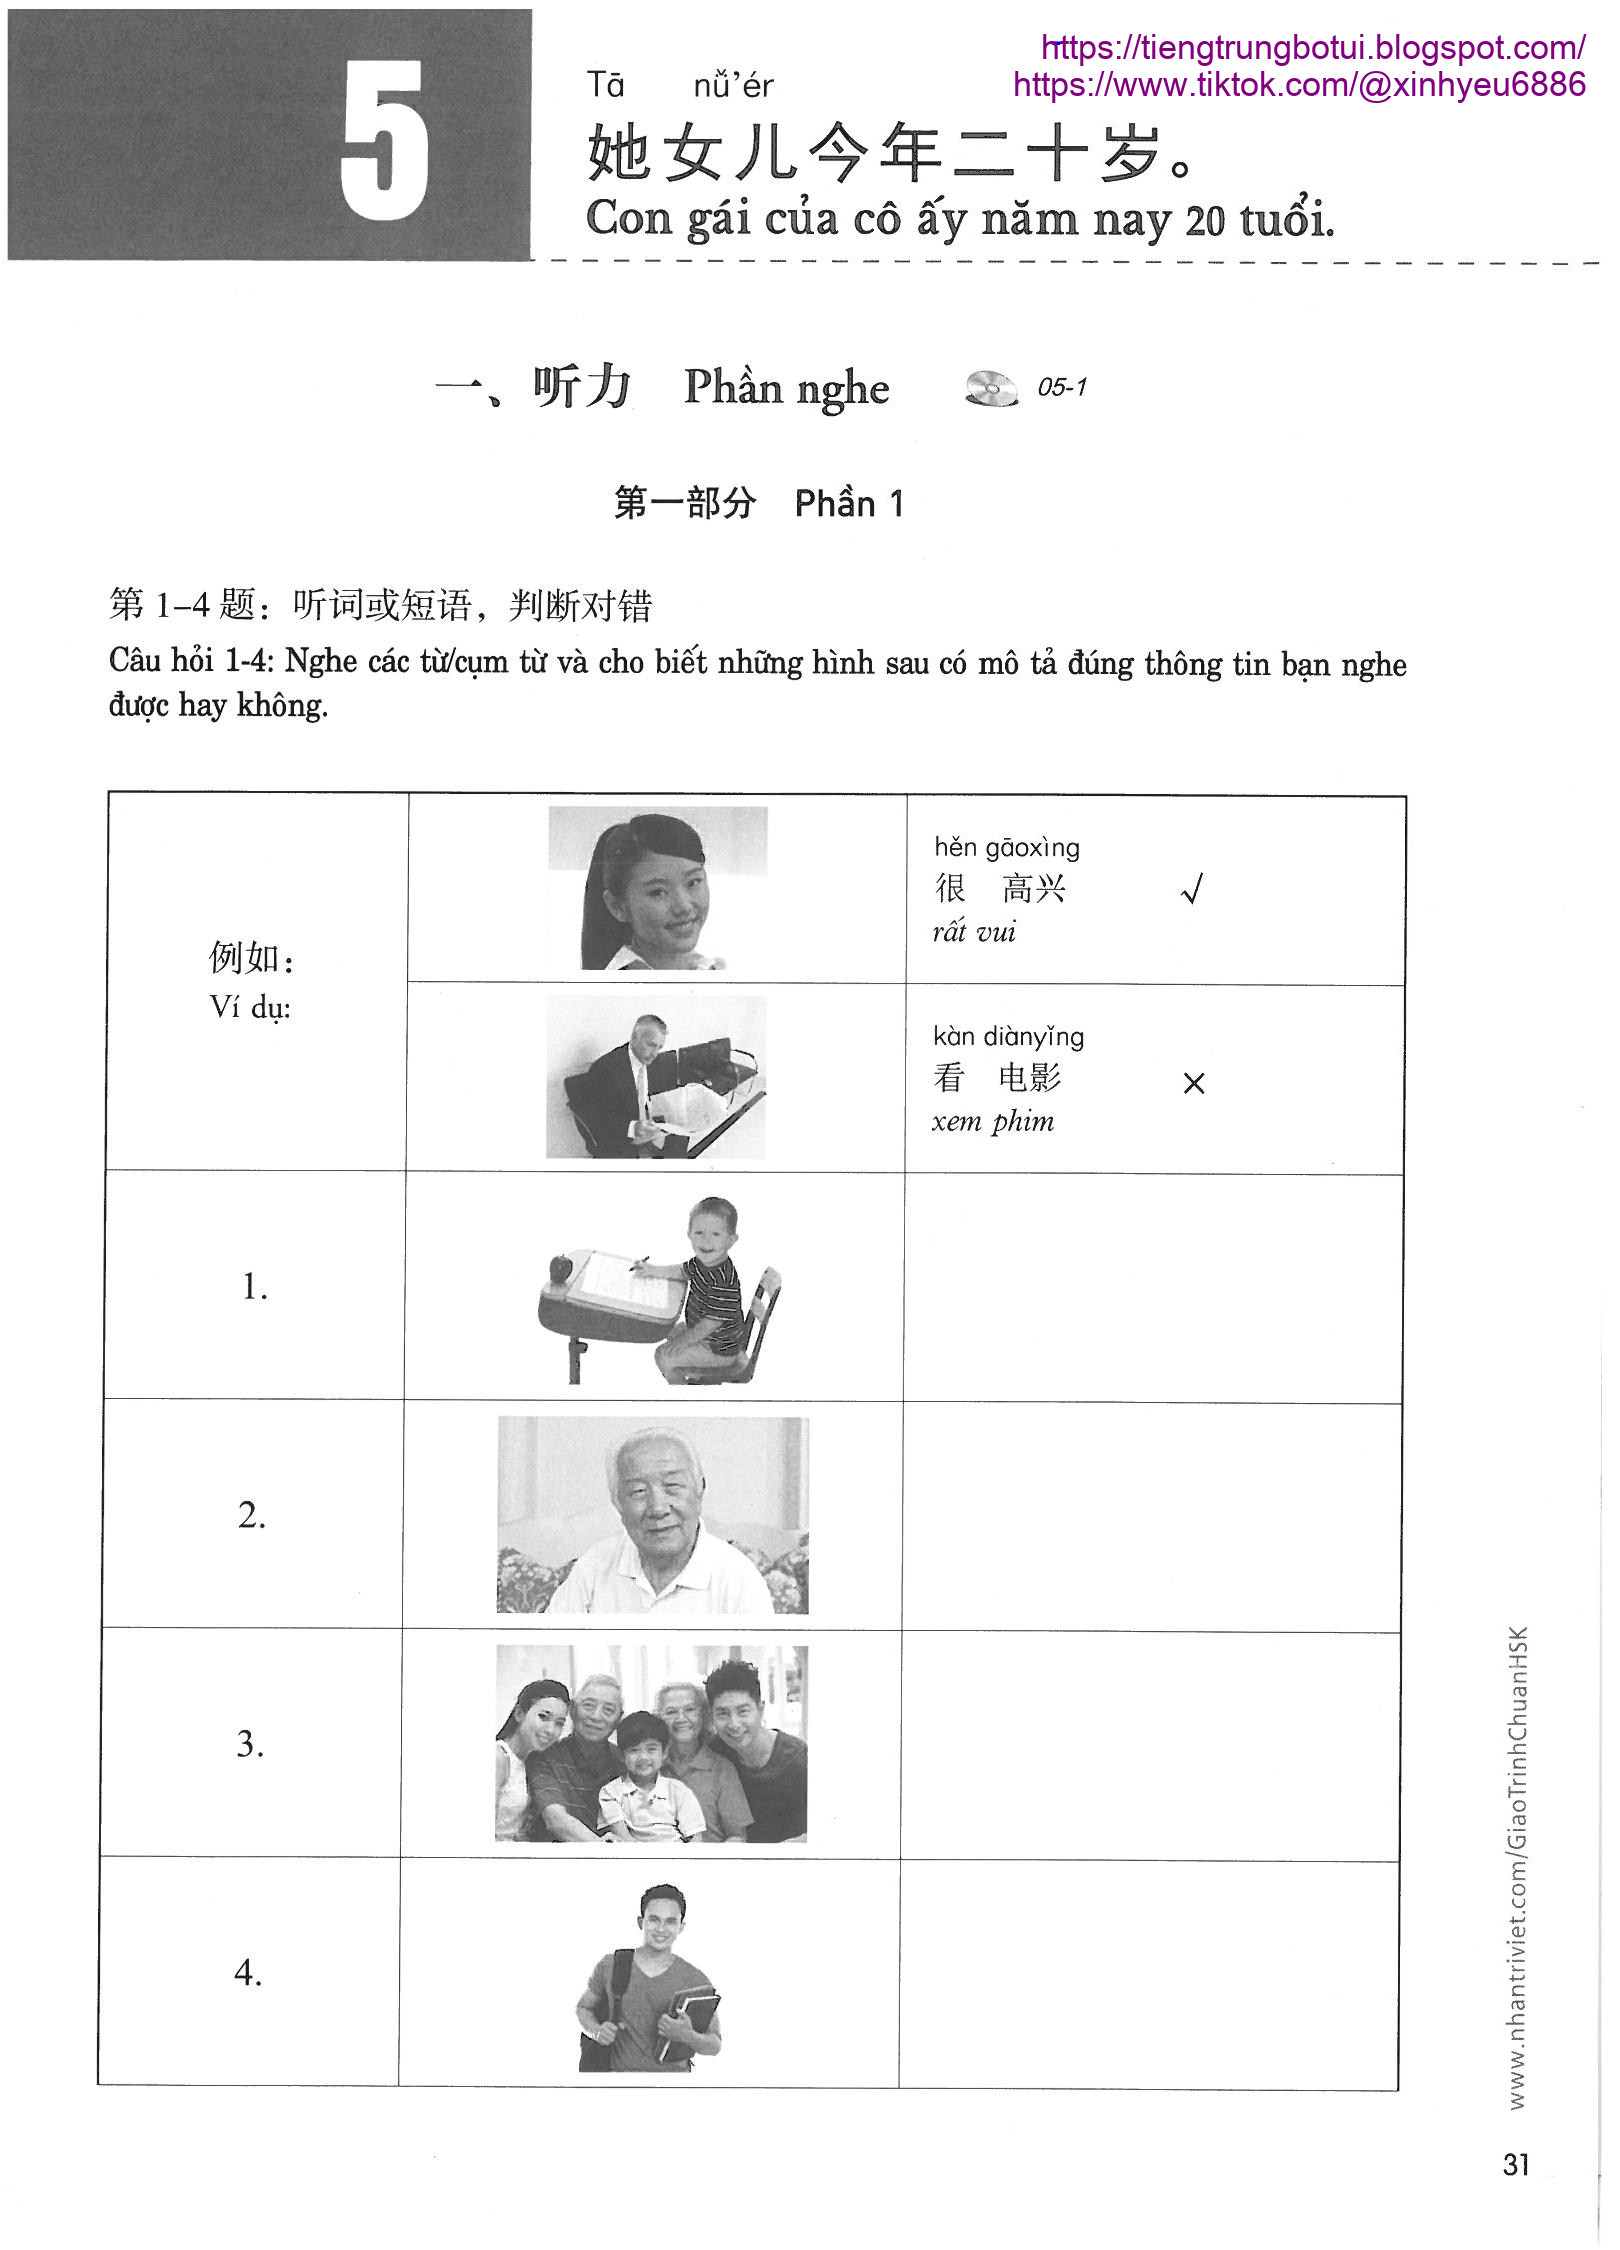 https://tiengtrungbotui.blogspot.com/
https://www.tiktok.com/@xinhyeu6886
5
Tā nǚ'ér
她女儿今年二十岁。
Con gái của cô ấy năm nay 20 tuổi.
一、听力 Phần nghe 05-1
第一部分 Phần 1
第 1–4 题：听词或短语，判断对错
Câu hỏi 1-4: Nghe các từ/cụm từ và cho biết những hình sau có mô tả đúng thông tin bạn nghe
được hay không.
例如：
Ví dụ:
hěn gāoxìng
很 高兴 √
rất vui
kàn diànyǐng
看 电影 ×
xem phim
1.
2.
3.
4.
www.nhantriviet.com/GiaoTrinhChuanHSK
31